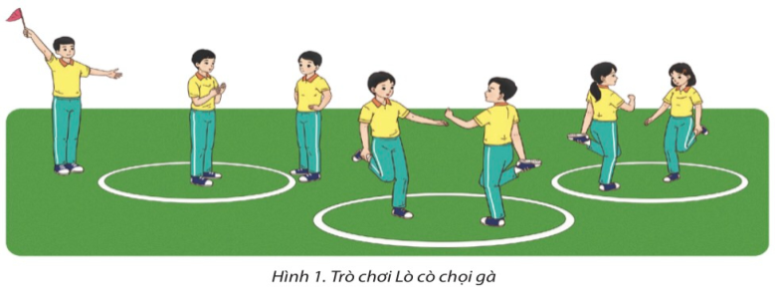 Hình 1. Trò chơi Lò cò chọi gà